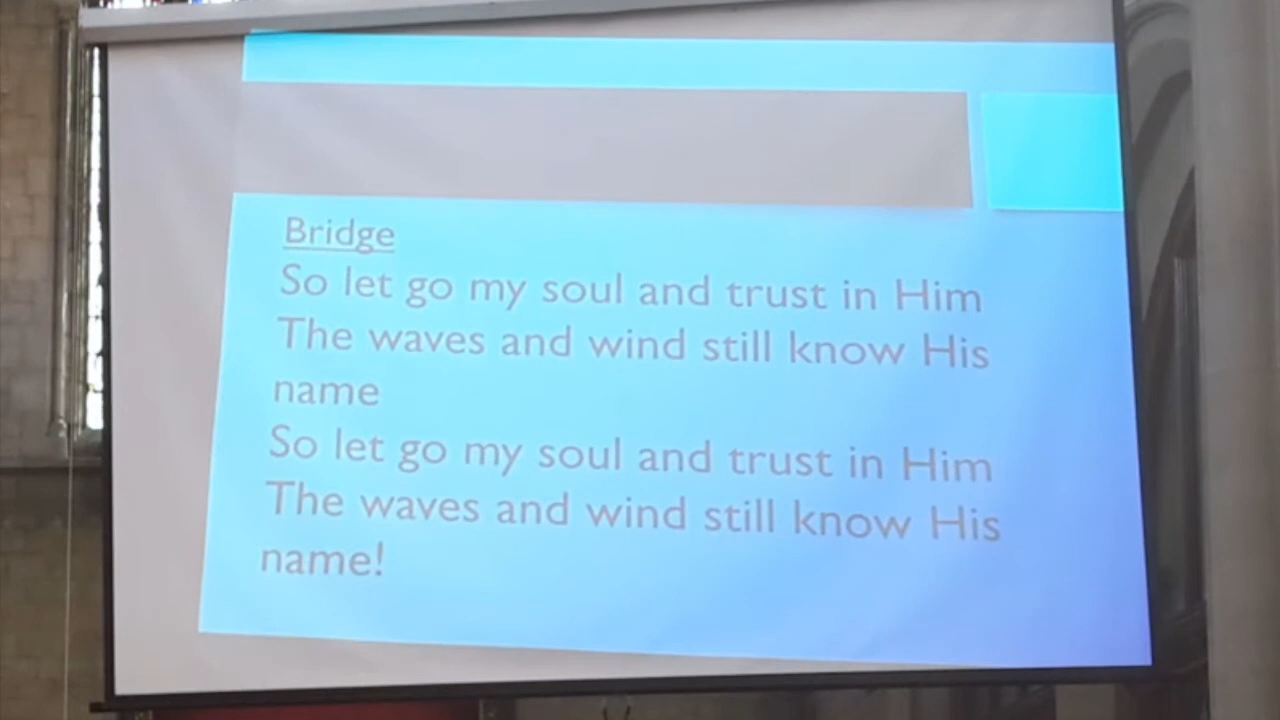 Bridge
So let go my soul and trust in Him
The waves and wind still know His
name
So let go my soul and trust in Him
The waves and wind still know His
name!